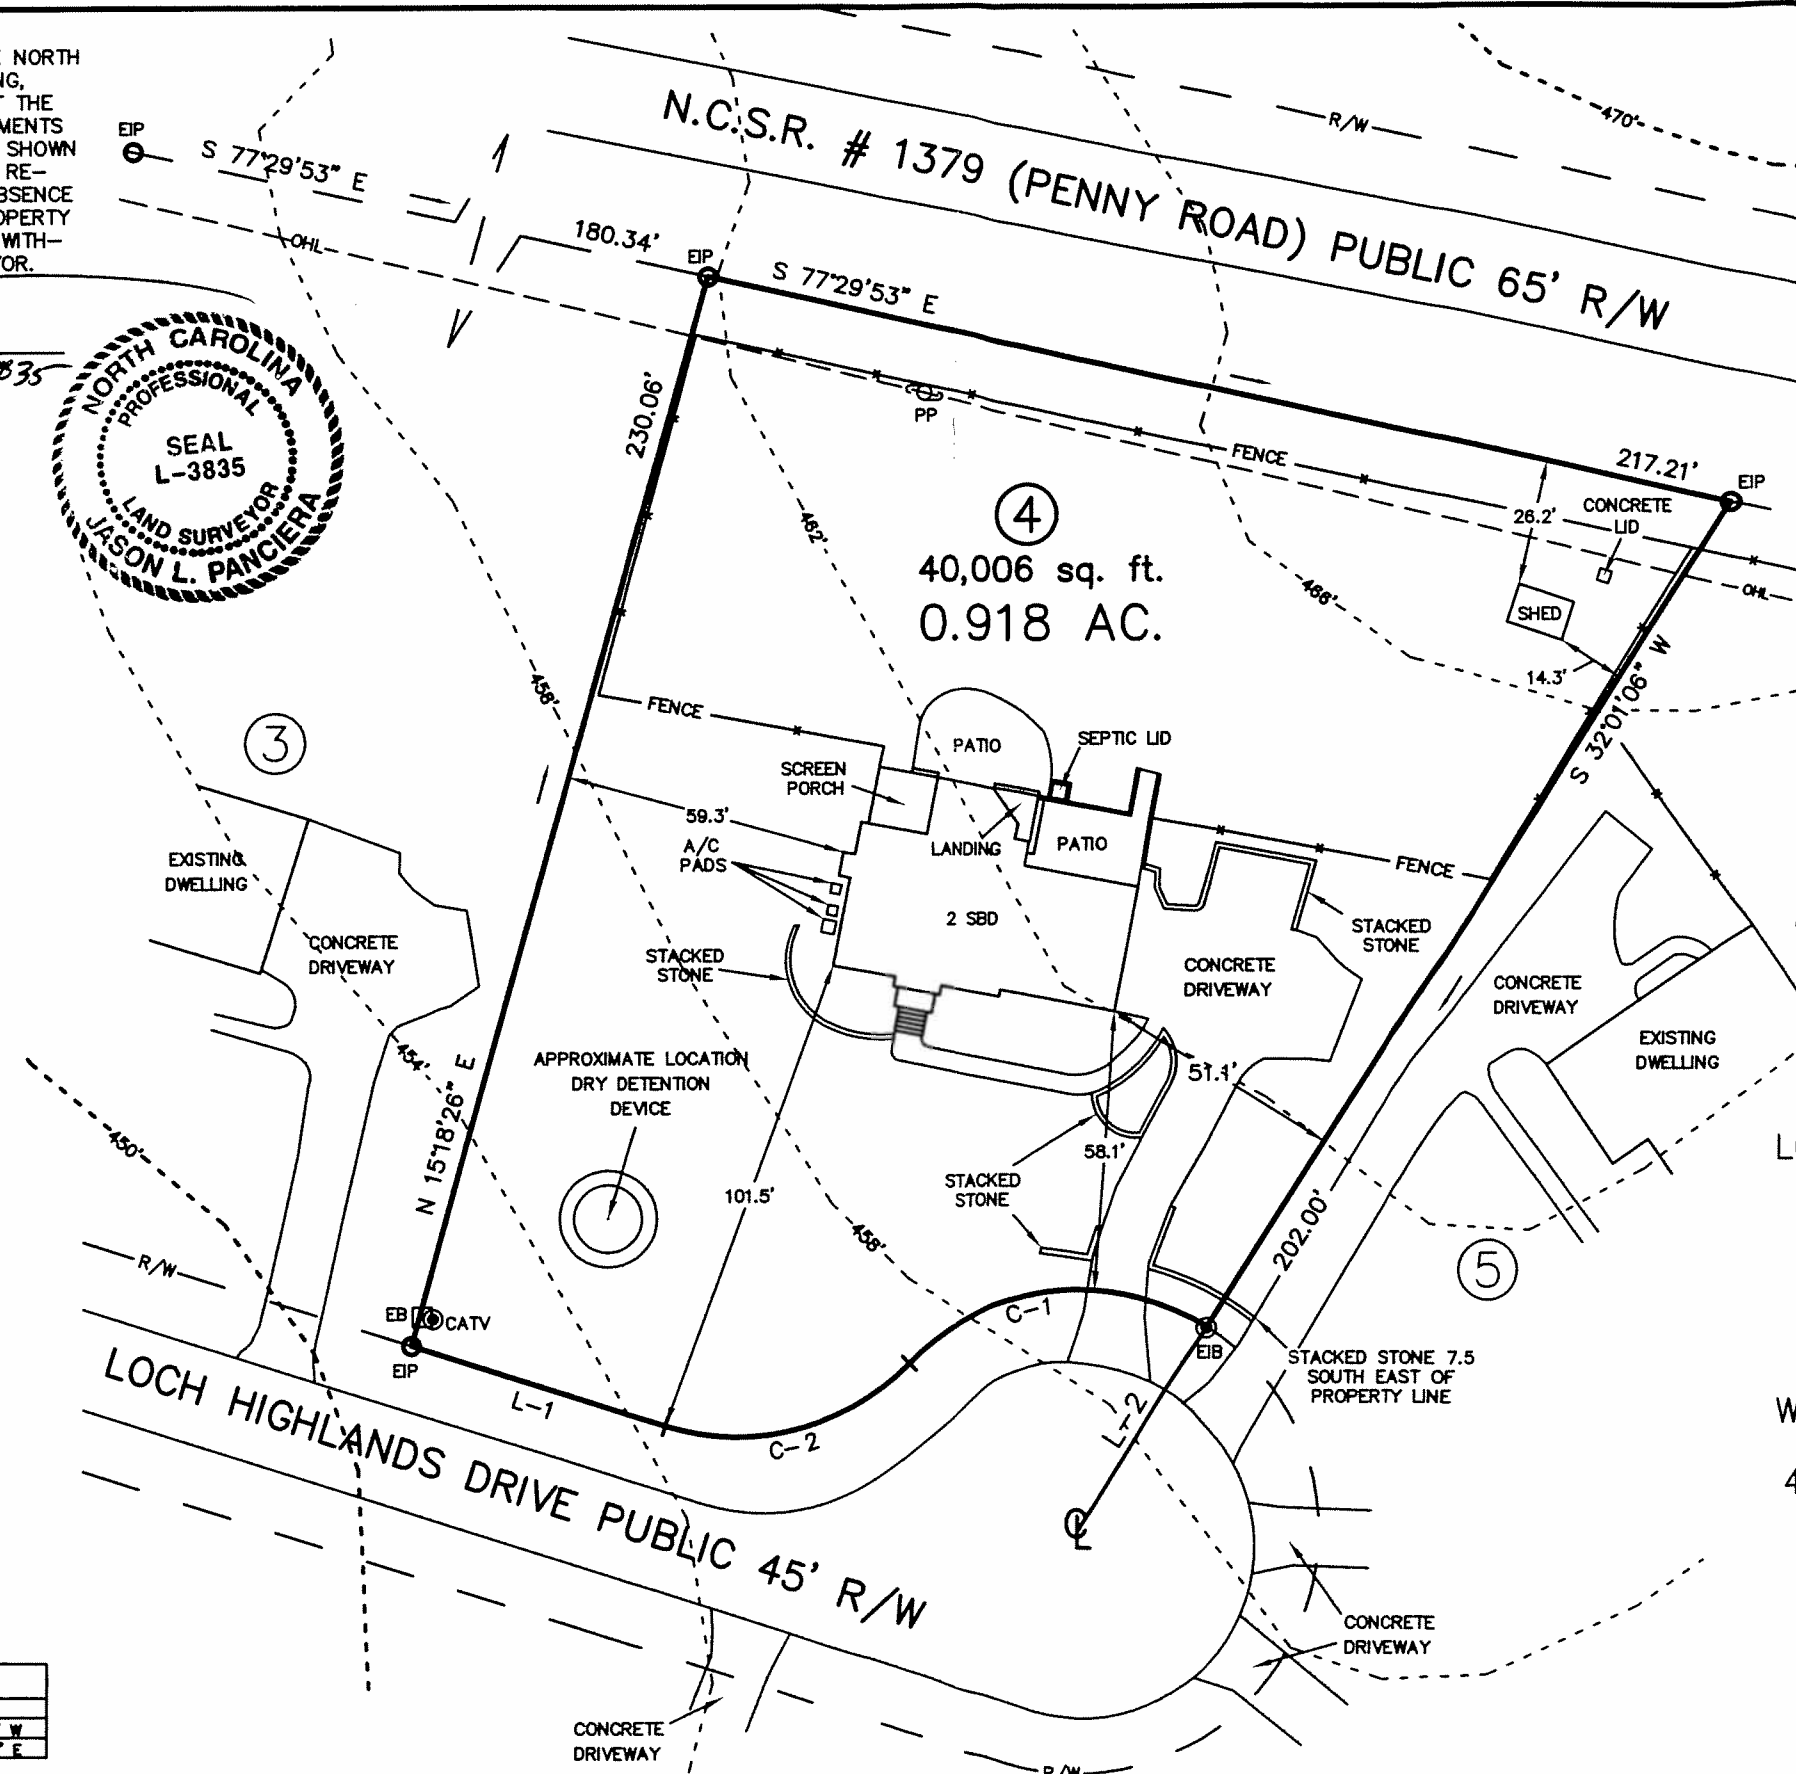 NORTH
NG,
THE
MENTS
SHOWN
RE-
BSENCE
OPERTY
WITH-
OR.
EIP
S 77°29'53" E
OHL
180.34'
EIP
S 77°29'53" E
N.C.S.R. # 1379 (PENNY ROAD) PUBLIC 65' R/W
R/W
470'
NORTH CAROLINA
PROFESSIONAL
SEAL
L-3835
LAND SURVEYOR
JASON L. PANCIERA
230.06'
PP
FENCE
217.21'
EIP
26.2'
CONCRETE
LID
SHED
OHL
14.3'
462'
466'
4
40,006 sq. ft.
0.918 AC.
458'
S 32°01'06" W
3
FENCE
PATIO
SEPTIC LID
SCREEN
PORCH
59.3'
A/C
PADS
LANDING
PATIO
FENCE
2 SBD
EXISTING
DWELLING
CONCRETE
DRIVEWAY
STACKED
STONE
STACKED
STONE
CONCRETE
DRIVEWAY
CONCRETE
DRIVEWAY
EXISTING
DWELLING
454'
APPROXIMATE LOCATION
DRY DETENTION
DEVICE
51.1'
58.1'
450'
N 15°18'26" E
101.5'
STACKED
STONE
458'
202.00'
5
R/W
EB
CATV
EIP
C-1
EIB
STACKED STONE 7.5
SOUTH EAST OF
PROPERTY LINE
L-1
C-2
L-2
LOCH HIGHLANDS DRIVE PUBLIC 45' R/W
CL
CONCRETE
DRIVEWAY
CONCRETE
DRIVEWAY
R/W
W
E
W
4